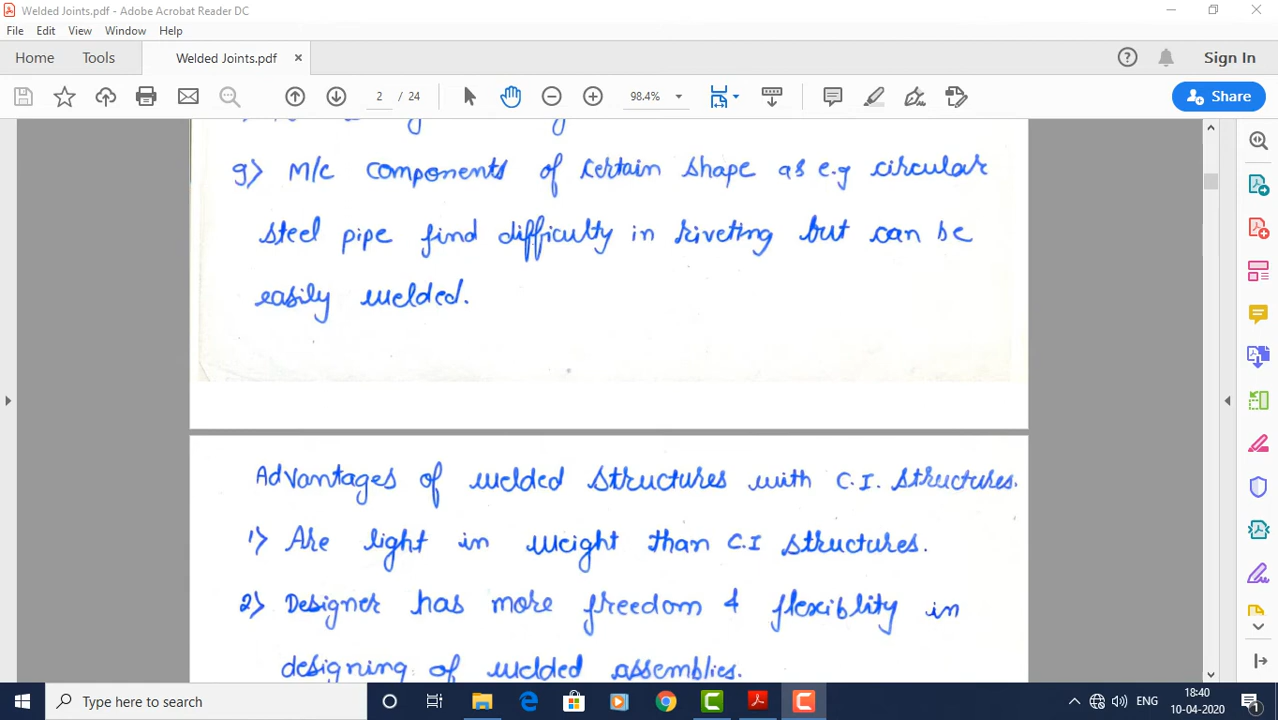 Welded Joints.pdf - Adobe Acrobat Reader DC
File Edit View Window Help
Home Tools Welded Joints.pdf × Sign In
2 / 24 98.4% Share
9) M/c components of certain shape as e.g circular
steel pipe find difficulty in riveting but can be
easily welded.
Advantages of welded structures with C.I. structures.
1) Are light in weight than C.I structures.
2) Designer has more freedom & flexiblity in
designing of welded assemblies.
Type here to search
ENG 18:40
10-04-2020
1